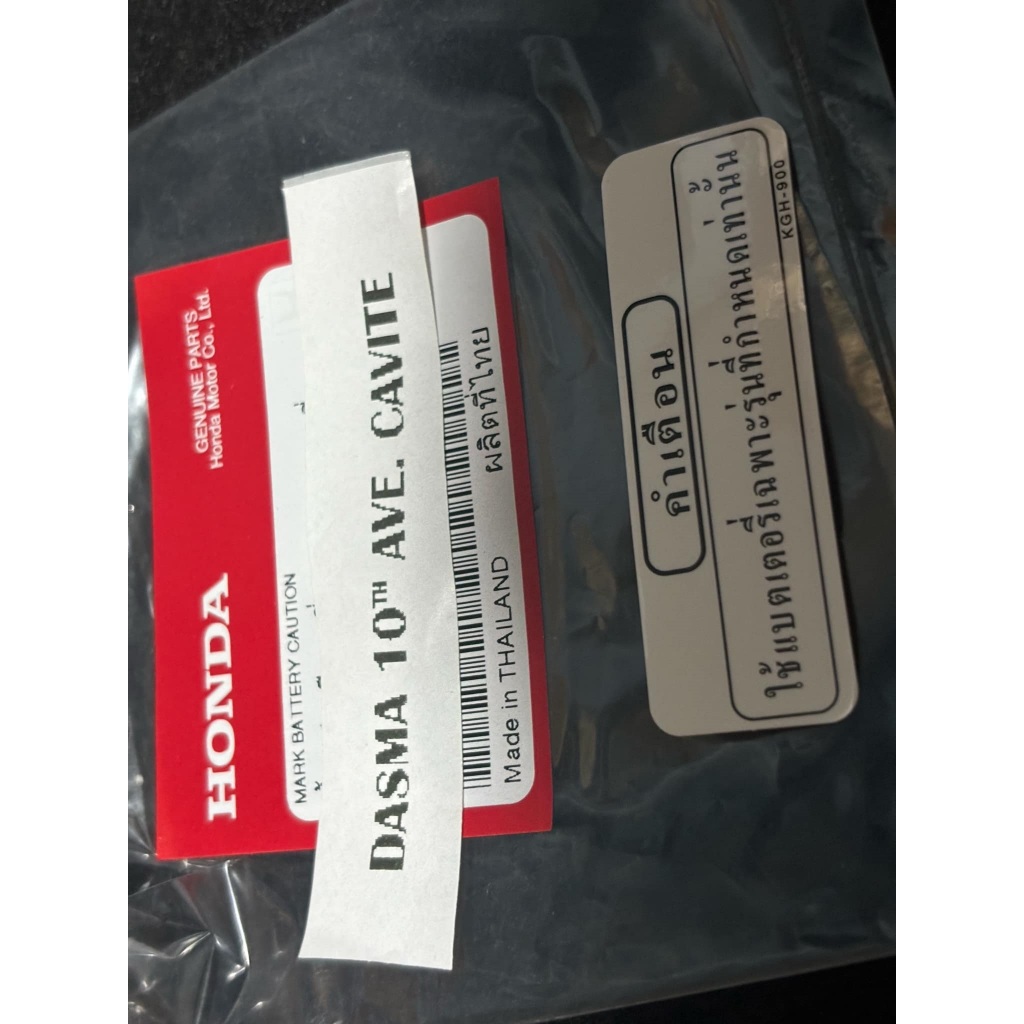 HONDA
GENUINE PARTS
Honda Motor Co., Ltd.
MARK BATTERY CAUTION
DASMA 10TH AVE. CAVITE
Made in THAILAND
ผลิตที่ไทย
คำเตือน
ใช้แบตเตอรี่เฉพาะรุ่นที่กำหนดเท่านั้น
KGH-900